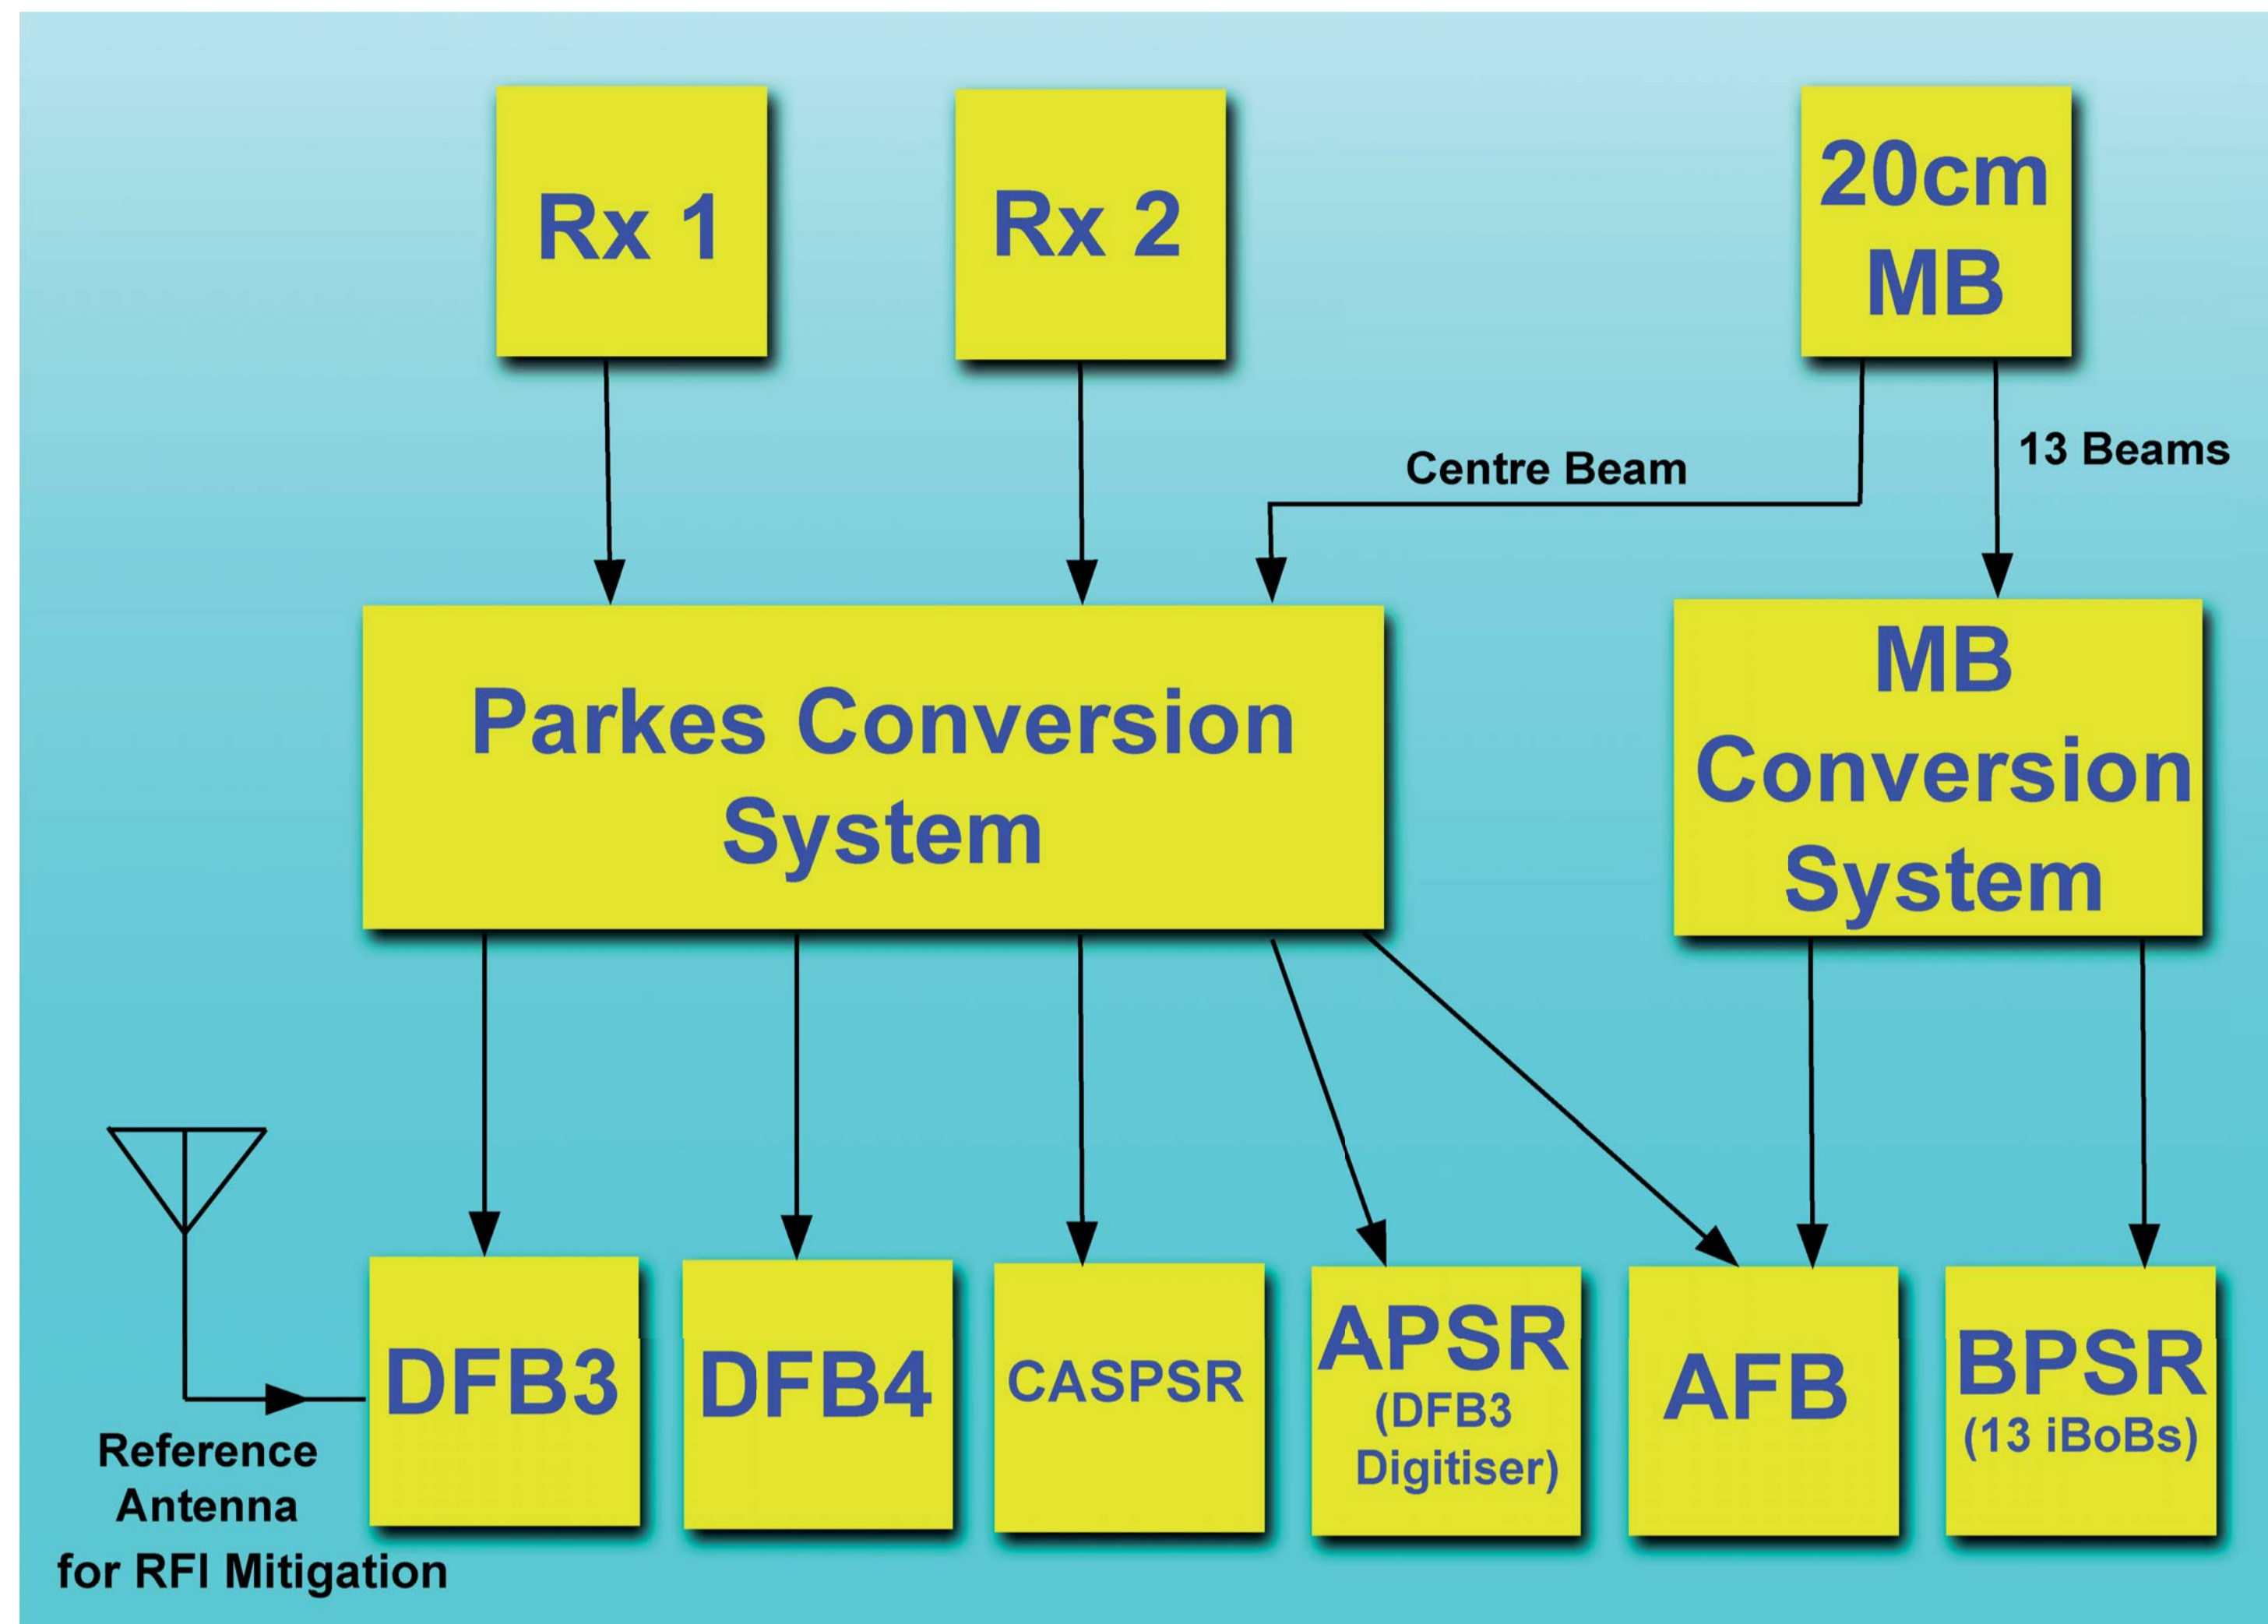 Rx 1
Rx 2
20cm
MB
Centre Beam
13 Beams
Parkes Conversion
System
MB
Conversion
System
Reference
Antenna
for RFI Mitigation
DFB3
DFB4
CASPSR
APSR
(DFB3
Digitiser)
AFB
BPSR
(13 iBoBs)